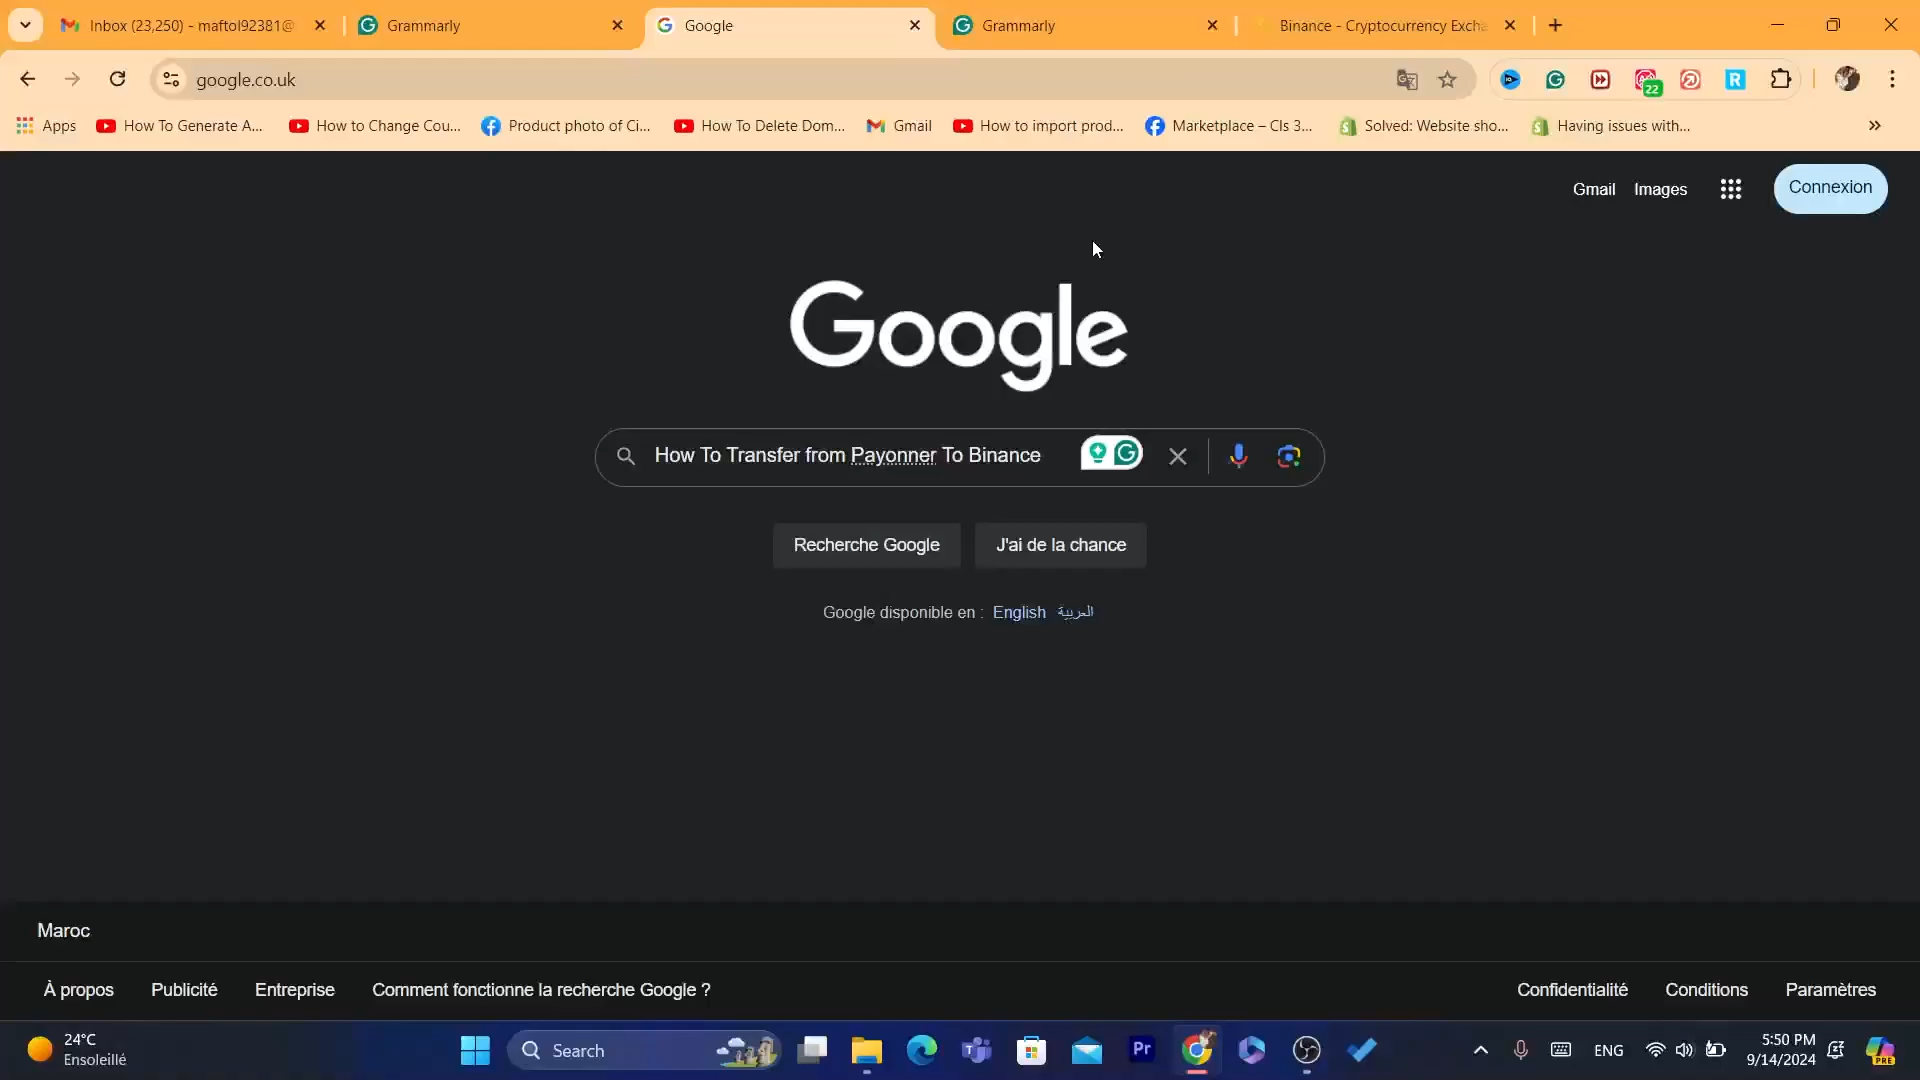 Inbox (23,250) - maftol92381@
Grammarly
Google
Grammarly
Binance - Cryptocurrency Excha
google.co.uk
22
Apps
How To Generate A...
How to Change Cou...
Product photo of Ci...
How To Delete Dom...
Gmail
How to import prod...
Marketplace – Cls 3...
Solved: Website sho...
Having issues with...
Gmail
Images
Connexion
Google
How To Transfer from Payonner To Binance
Recherche Google
J'ai de la chance
Google disponible en : English العربية
Maroc
À propos
Publicité
Entreprise
Comment fonctionne la recherche Google ?
Confidentialité
Conditions
Paramètres
24°C
Ensoleillé
Search
Pr
ENG
5:50 PM
9/14/2024
PRE